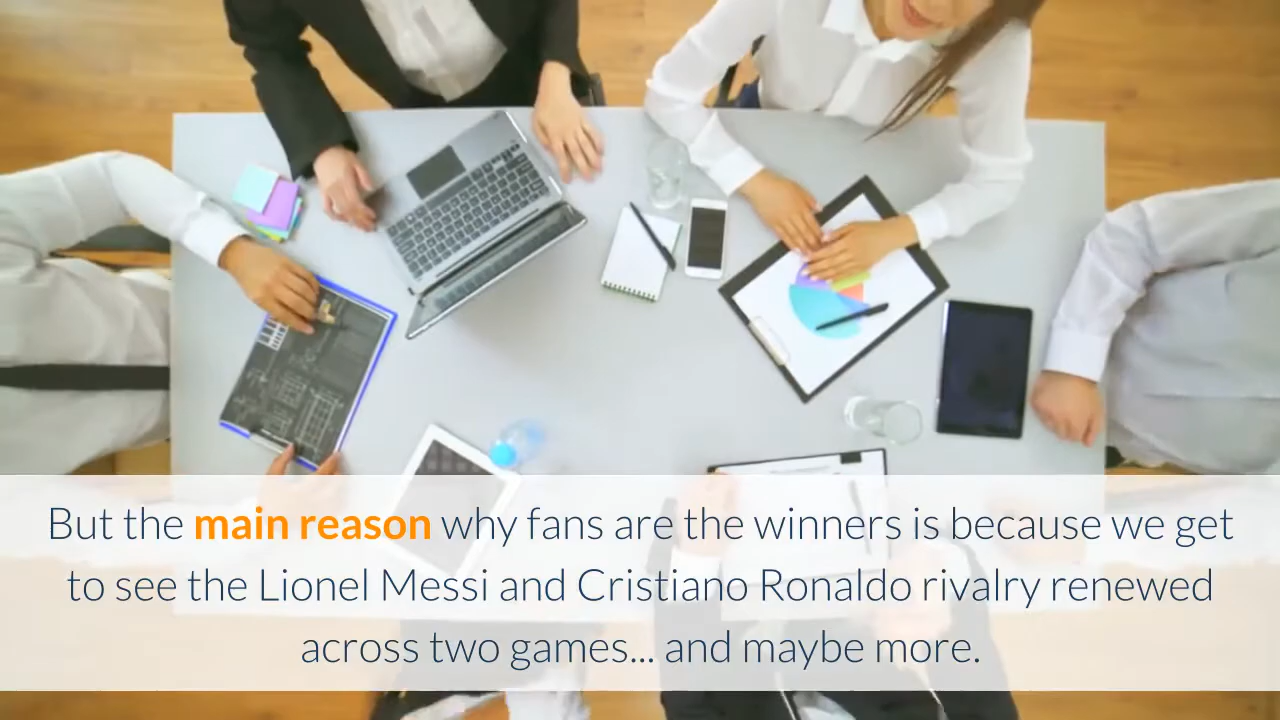 But the main reason why fans are the winners is because we get
to see the Lionel Messi and Cristiano Ronaldo rivalry renewed
across two games... and maybe more.